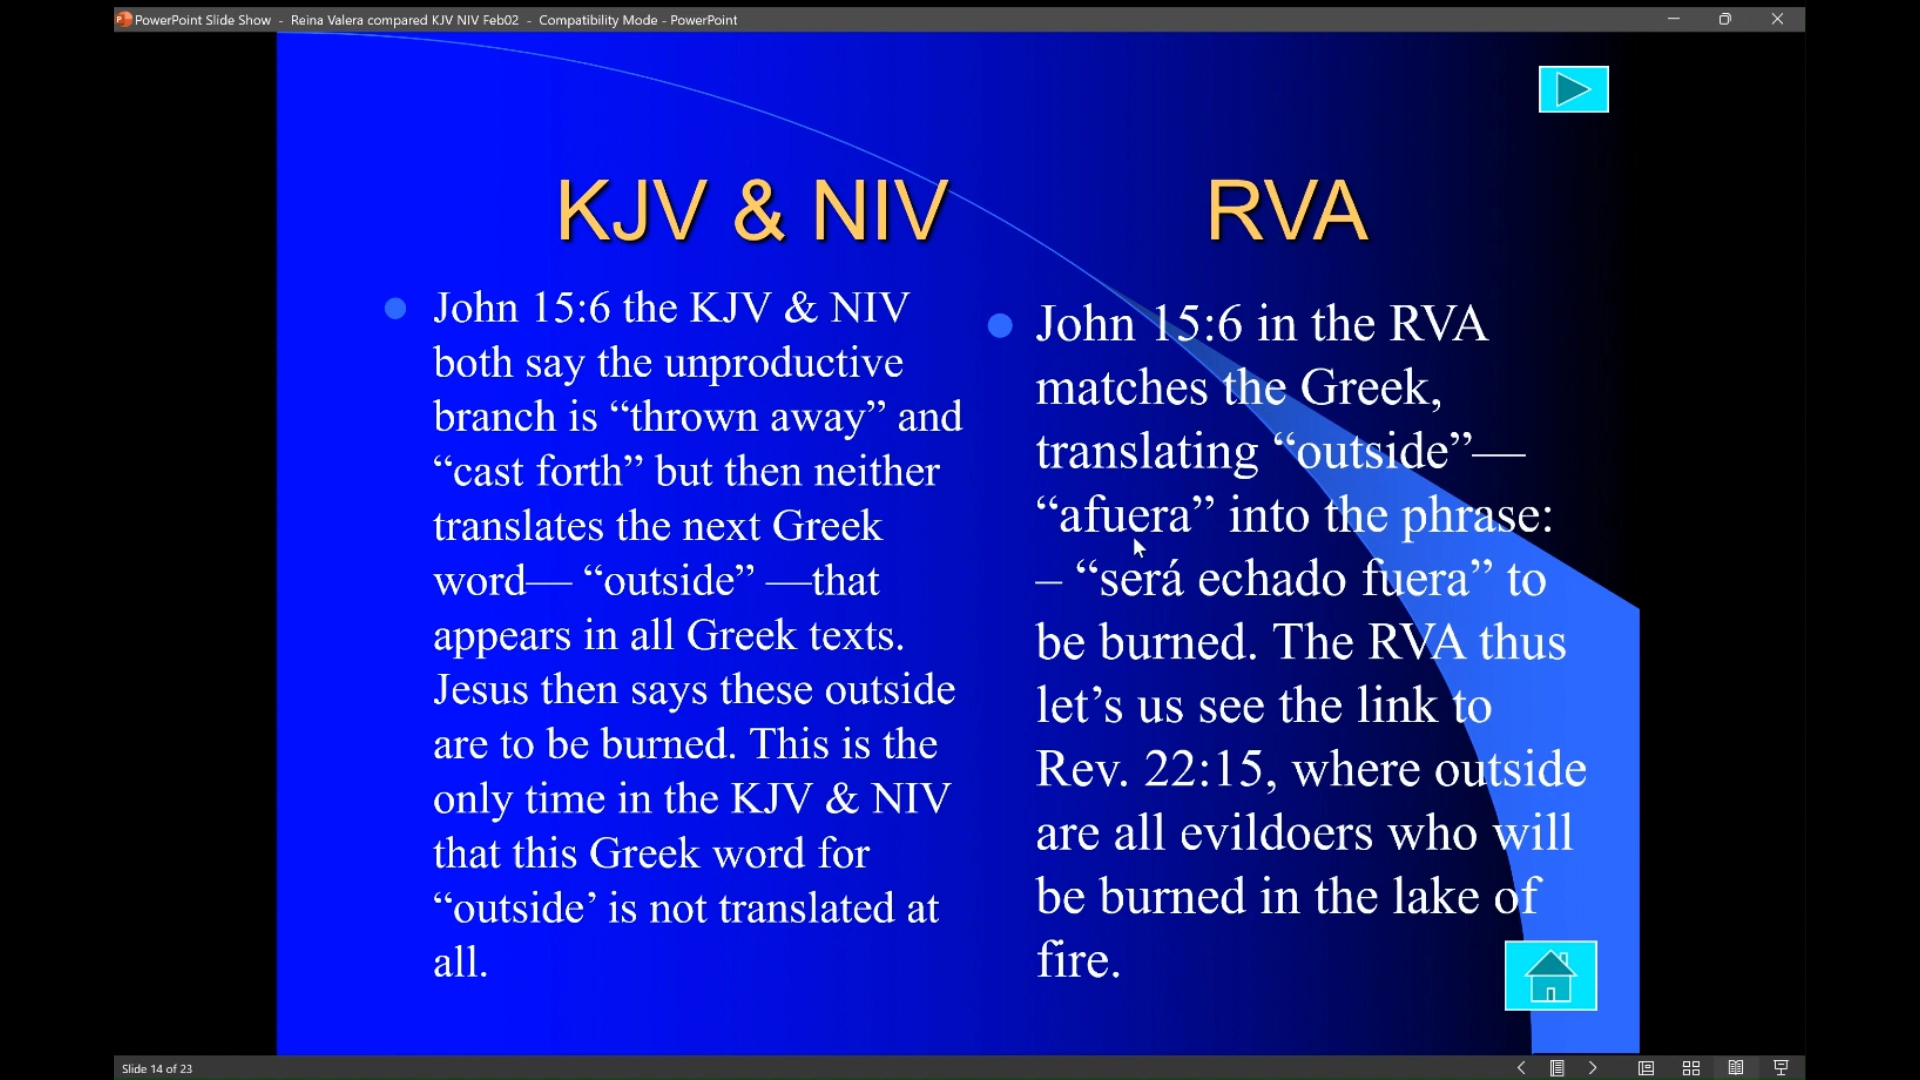 PowerPoint Slide Show - Reina Valera compared KJV NIV Feb02 - Compatibility Mode - PowerPoint
KJV & NIV
John 15:6 the KJV & NIV
both say the unproductive
branch is “thrown away” and
“cast forth” but then neither
translates the next Greek
word— “outside” —that
appears in all Greek texts.
Jesus then says these outside
are to be burned. This is the
only time in the KJV & NIV
that this Greek word for
“outside’ is not translated at
all.
RVA
John 15:6 in the RVA
matches the Greek,
translating “outside”—
“afuera” into the phrase:
– “será echado fuera” to
be burned. The RVA thus
let’s us see the link to
Rev. 22:15, where outside
are all evildoers who will
be burned in the lake of
fire.
Slide 14 of 23